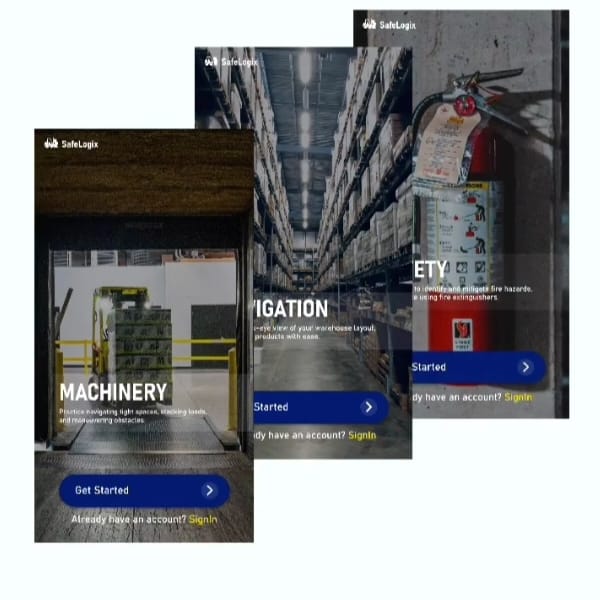 SafeLogix
MACHINERY
Practice navigating tight spaces, stacking loads,
and maneuvering obstacles.
Get Started
Already have an account? SignIn
SafeLogix
VIGATION
-eye view of your warehouse layout,
products with ease.
Started
dy have an account? SignIn
SafeLogix
ETY
to identify and mitigate fire hazards,
e using fire extinguishers.
Started
dy have an account? SignIn